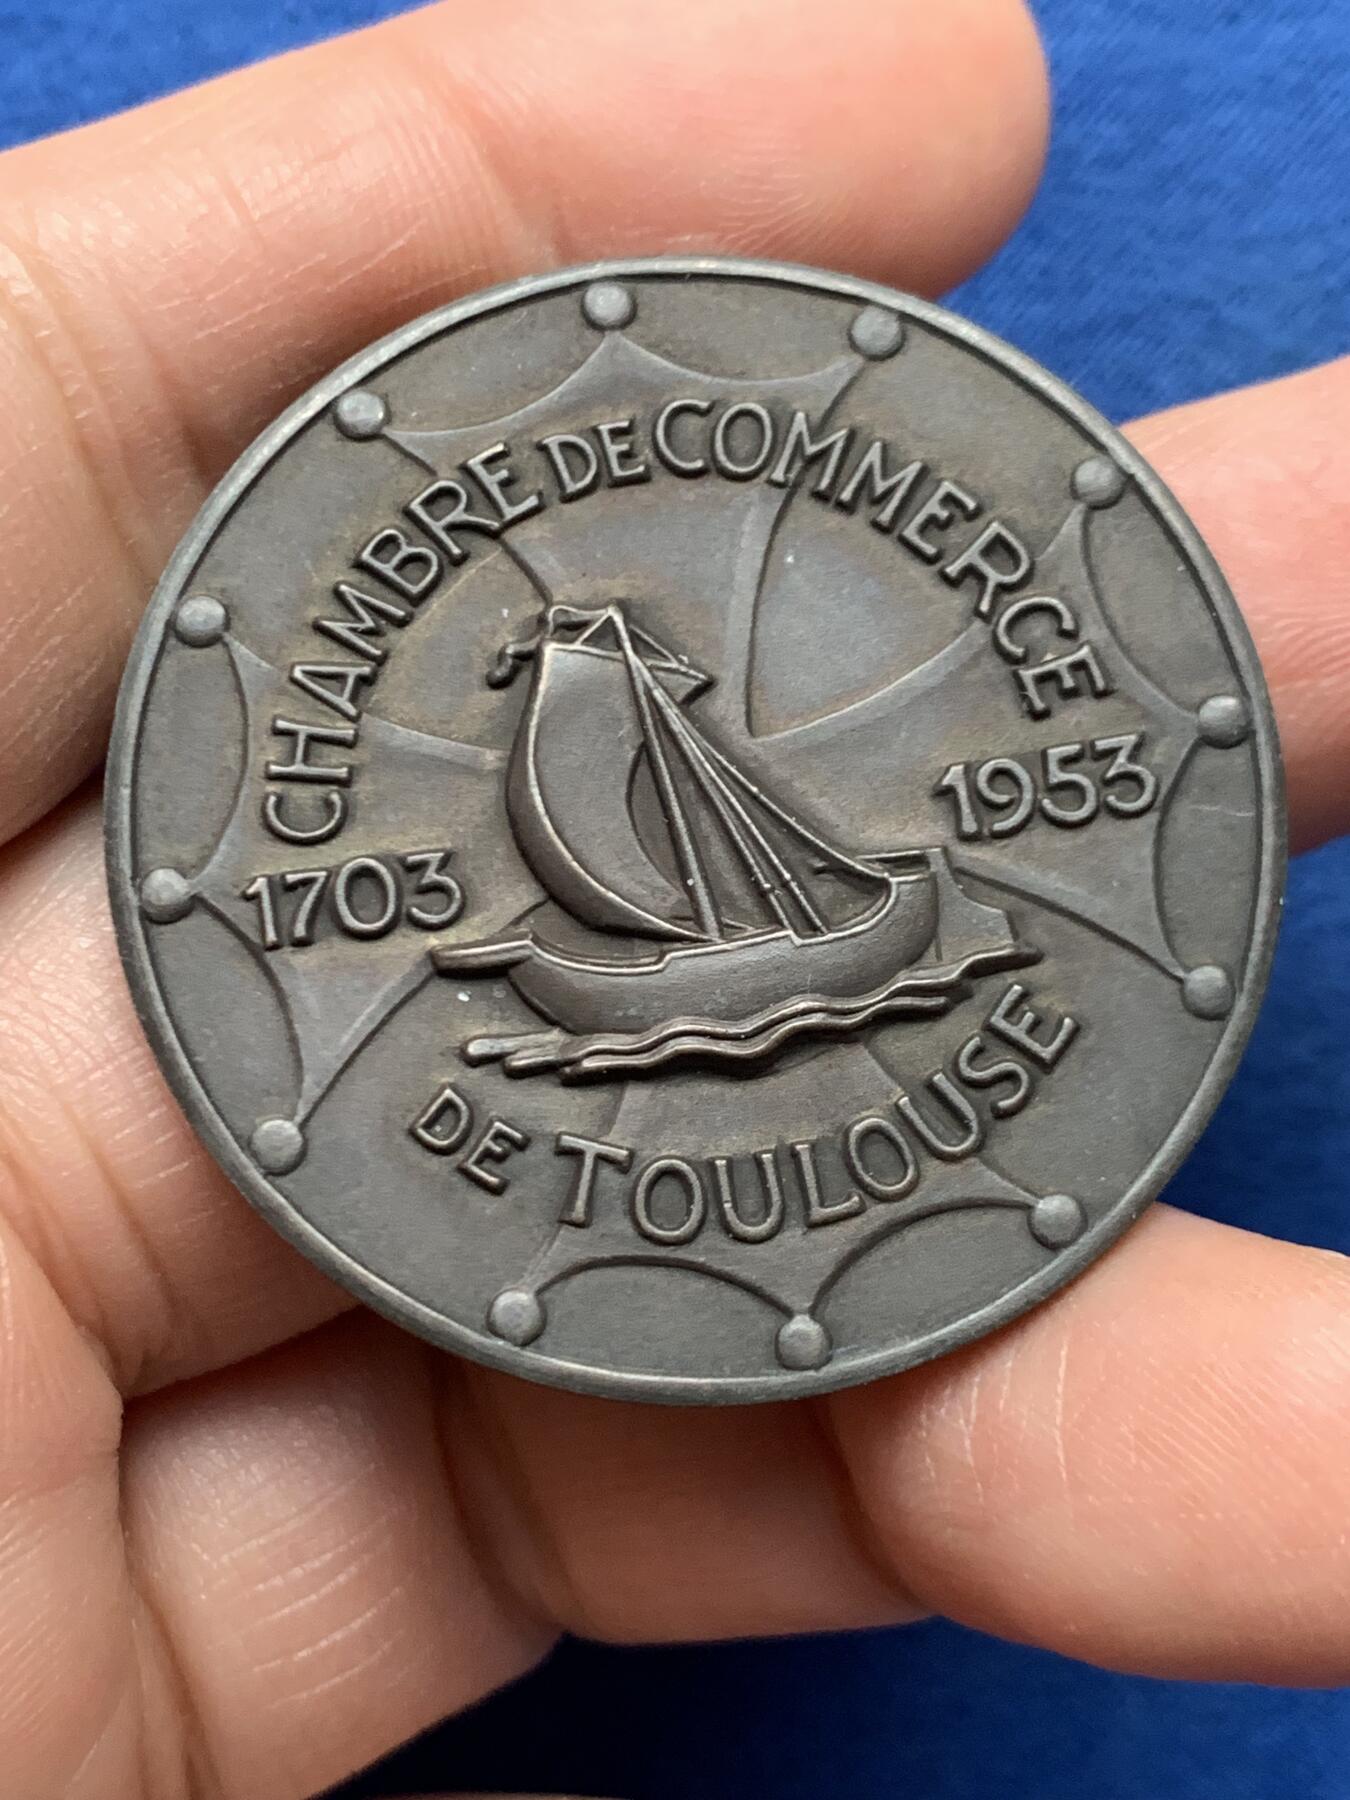 CHAMBRE DE COMMERCE
1703
1953
DE TOULOUSE